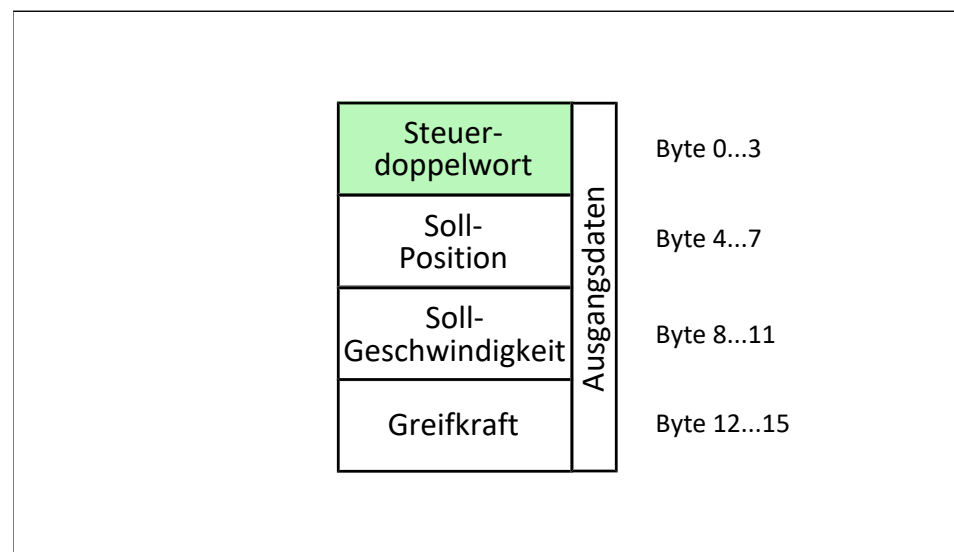 Steuer-
doppelwort
Byte 0...3
Soll-
Position
Byte 4...7
Soll-
Geschwindigkeit
Byte 8...11
Greifkraft
Byte 12...15
Ausgangsdaten